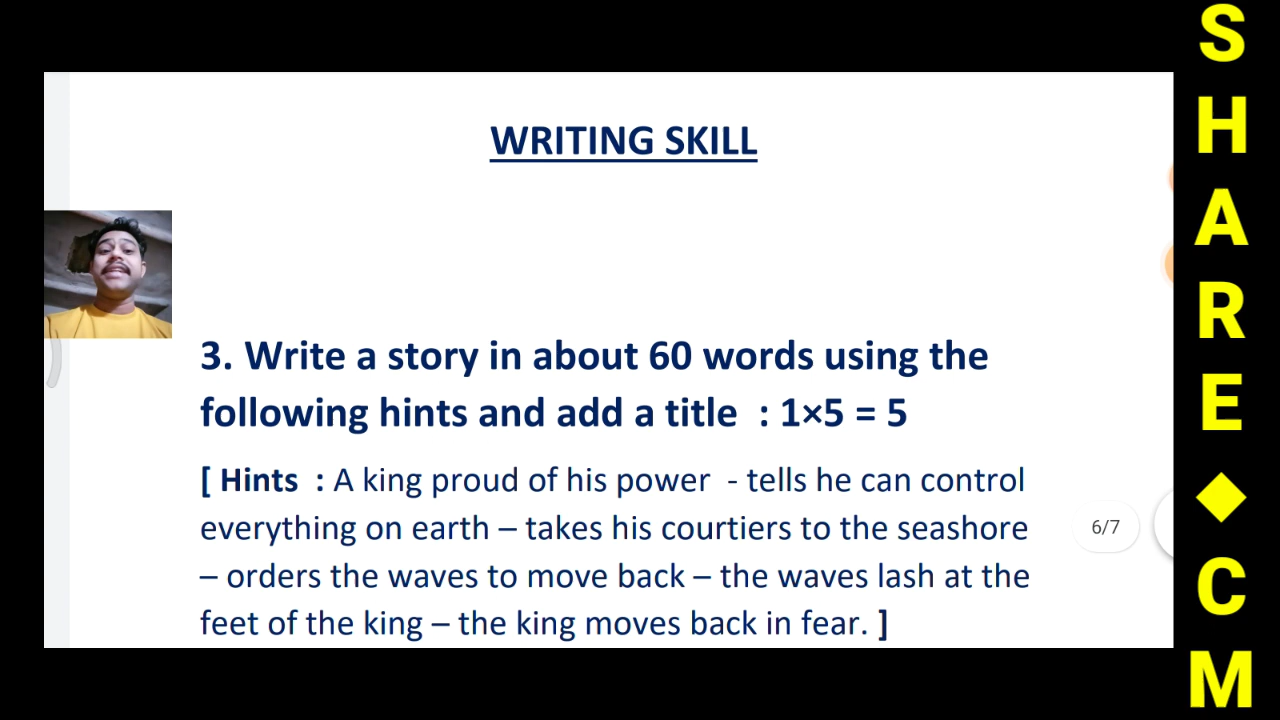 WRITING SKILL
3. Write a story in about 60 words using the
following hints and add a title : 1×5 = 5
[ Hints : A king proud of his power - tells he can control
everything on earth – takes his courtiers to the seashore
– orders the waves to move back – the waves lash at the
feet of the king – the king moves back in fear. ]
6/7
S
H
A
R
E
◆
C
M